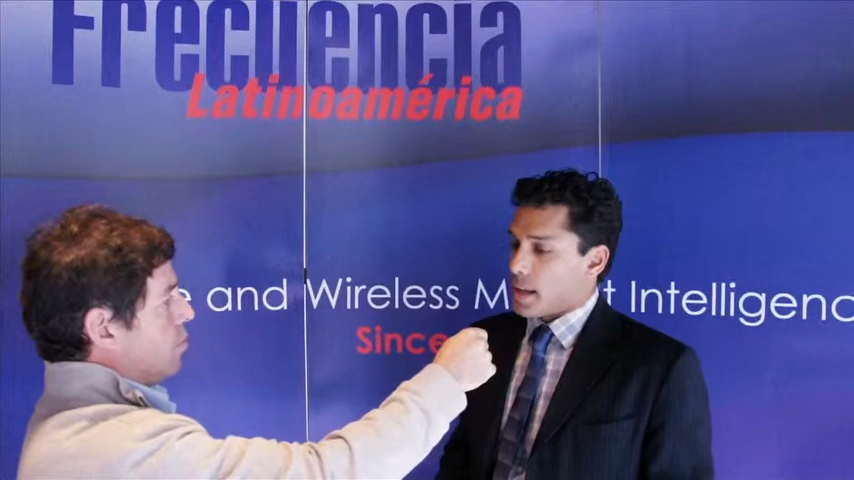 Frecuencia
Latinoamérica
and Wireless Intelligenc
Since